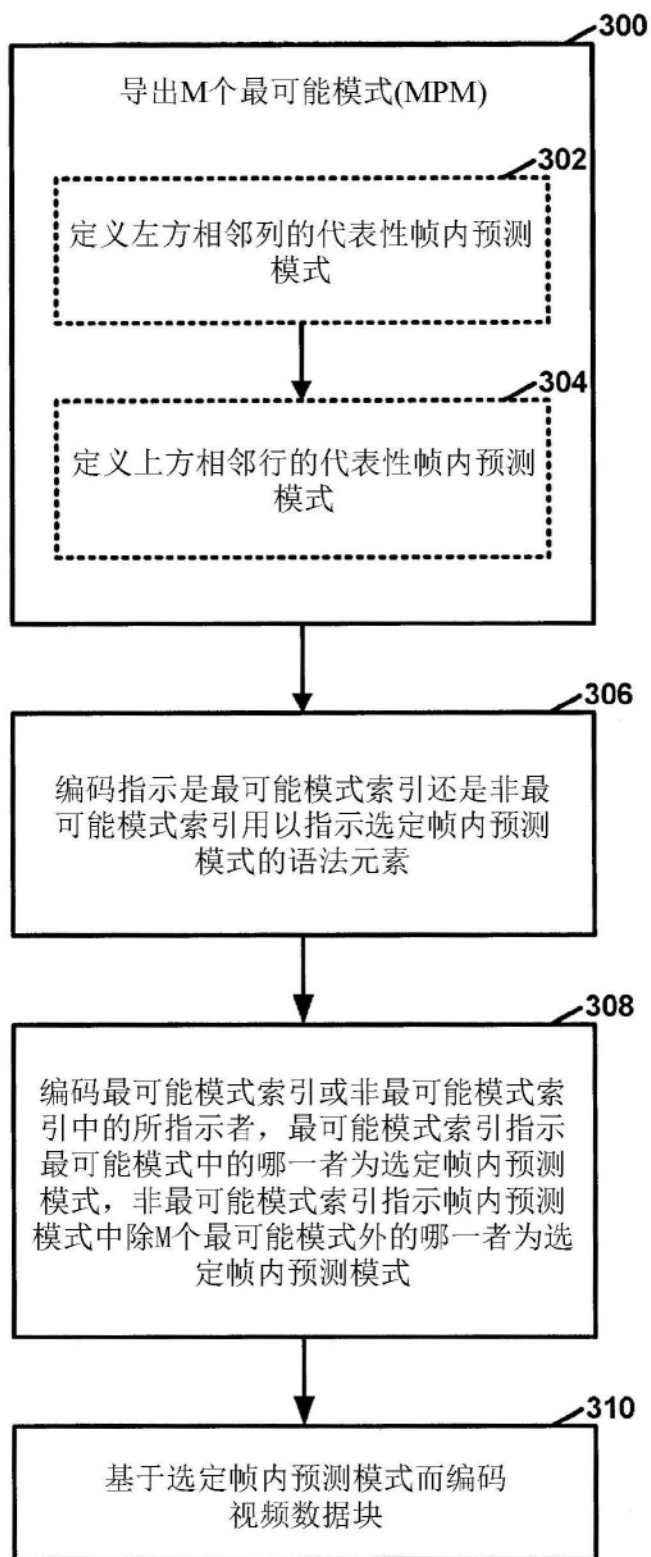 300
导出M个最可能模式(MPM)
302
定义左方相邻列的代表性帧内预测
模式
304
定义上方相邻行的代表性帧内预测
模式
306
编码指示是最可能模式索引还是非最
可能模式索引用以指示选定帧内预测
模式的语法元素
308
编码最可能模式索引或非最可能模式索
引中的所指示者，最可能模式索引指示
最可能模式中的哪一者为选定帧内预测
模式，非最可能模式索引指示帧内预测
模式中除M个最可能模式外的哪一者为选
定帧内预测模式
310
基于选定帧内预测模式而编码
视频数据块